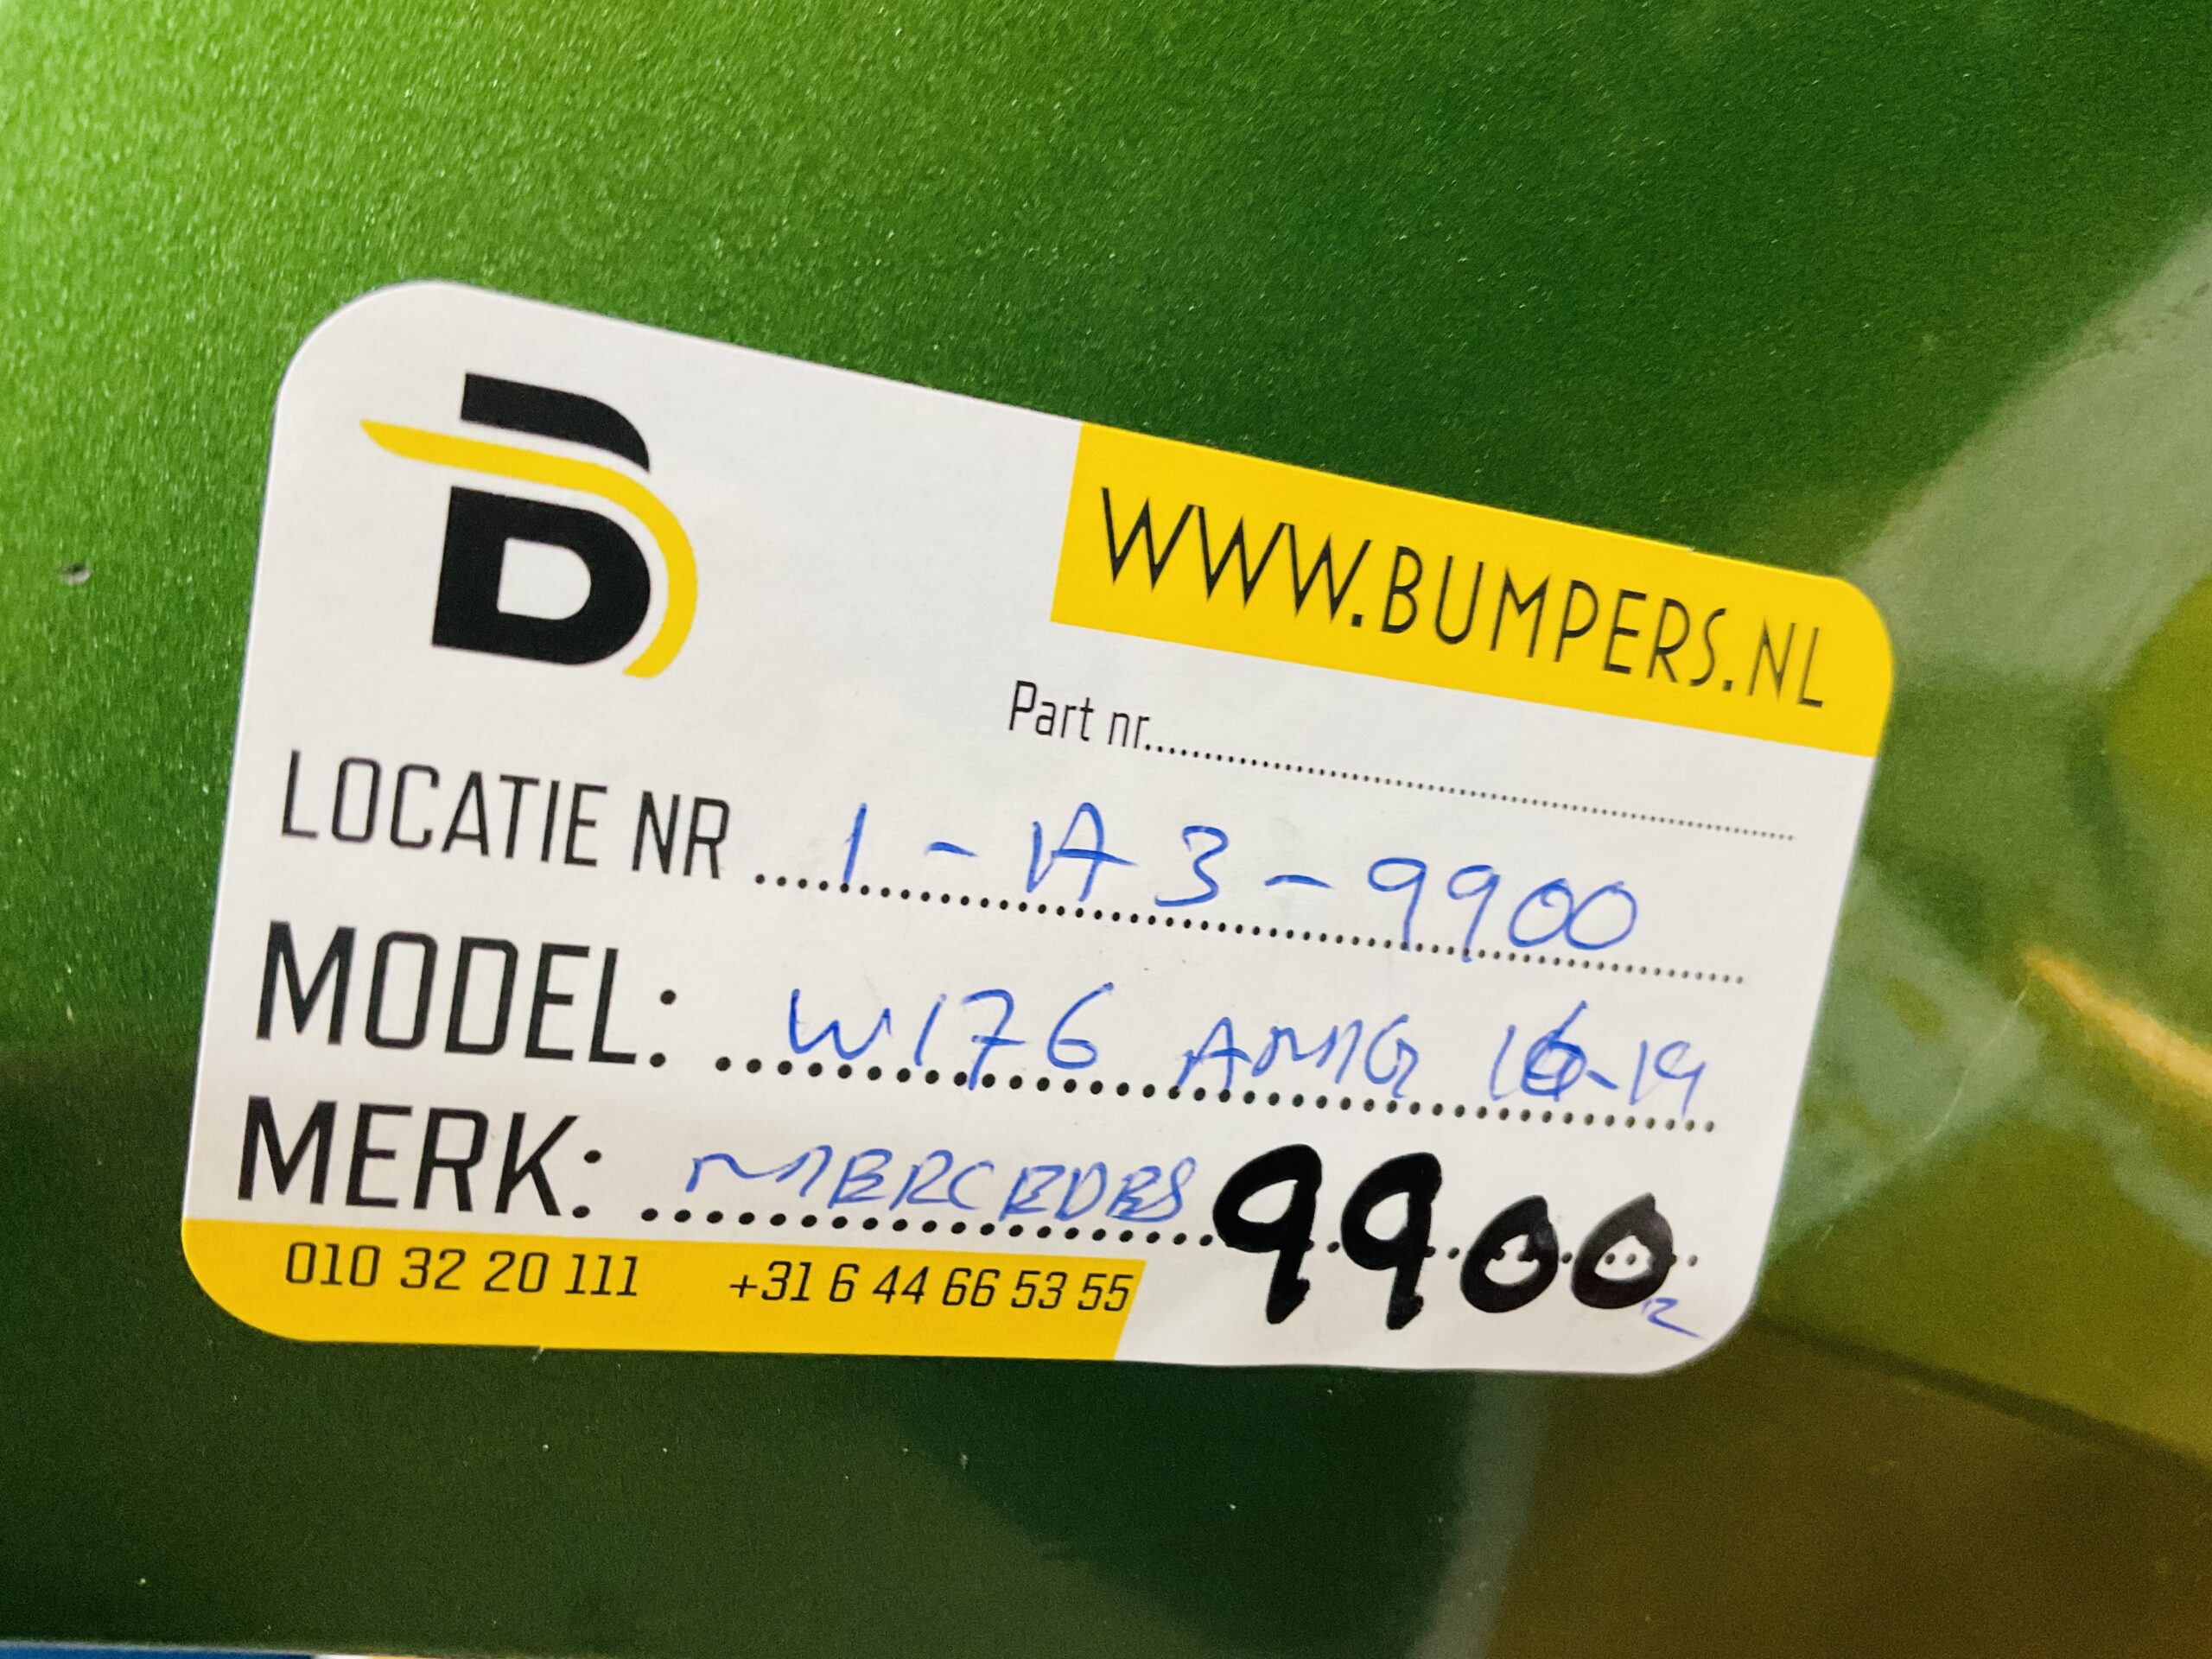 B
WWW.BUMPERS.NL
Part nr.
LOCATIE NR 1-A3-9900
MODEL: W176 AMG 16-19
MERK: MERCEDES 9900
010 32 20 111 +31 6 44 66 53 55